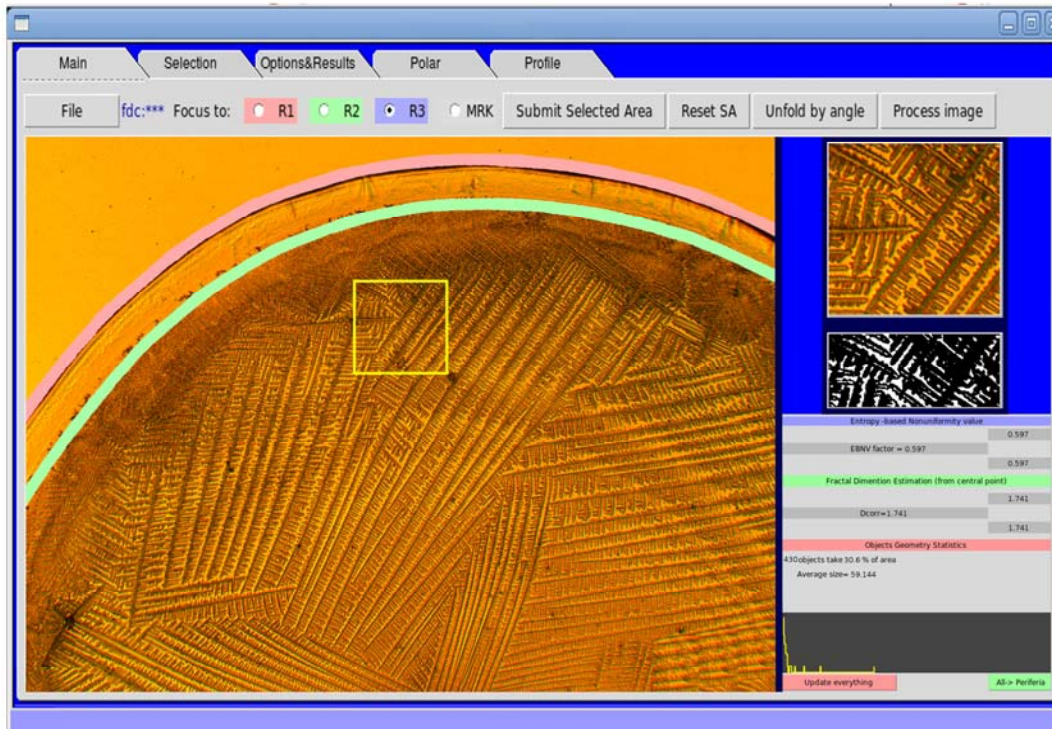 Main Selection Options&Results Polar Profile
File fdc:*** Focus to: R1 R2 R3 MRK Submit Selected Area Reset SA Unfold by angle Process image
Entropy -based Nonuniformity value
0.597
EBNV factor = 0.597
0.597
Fractal Dimention Estimation (from central point)
1.741
Dcorr=1.741
1.741
Objects Geometry Statistics
430objects take 30.6 % of area
Average size= 59.144
Update everything All-> Periferia